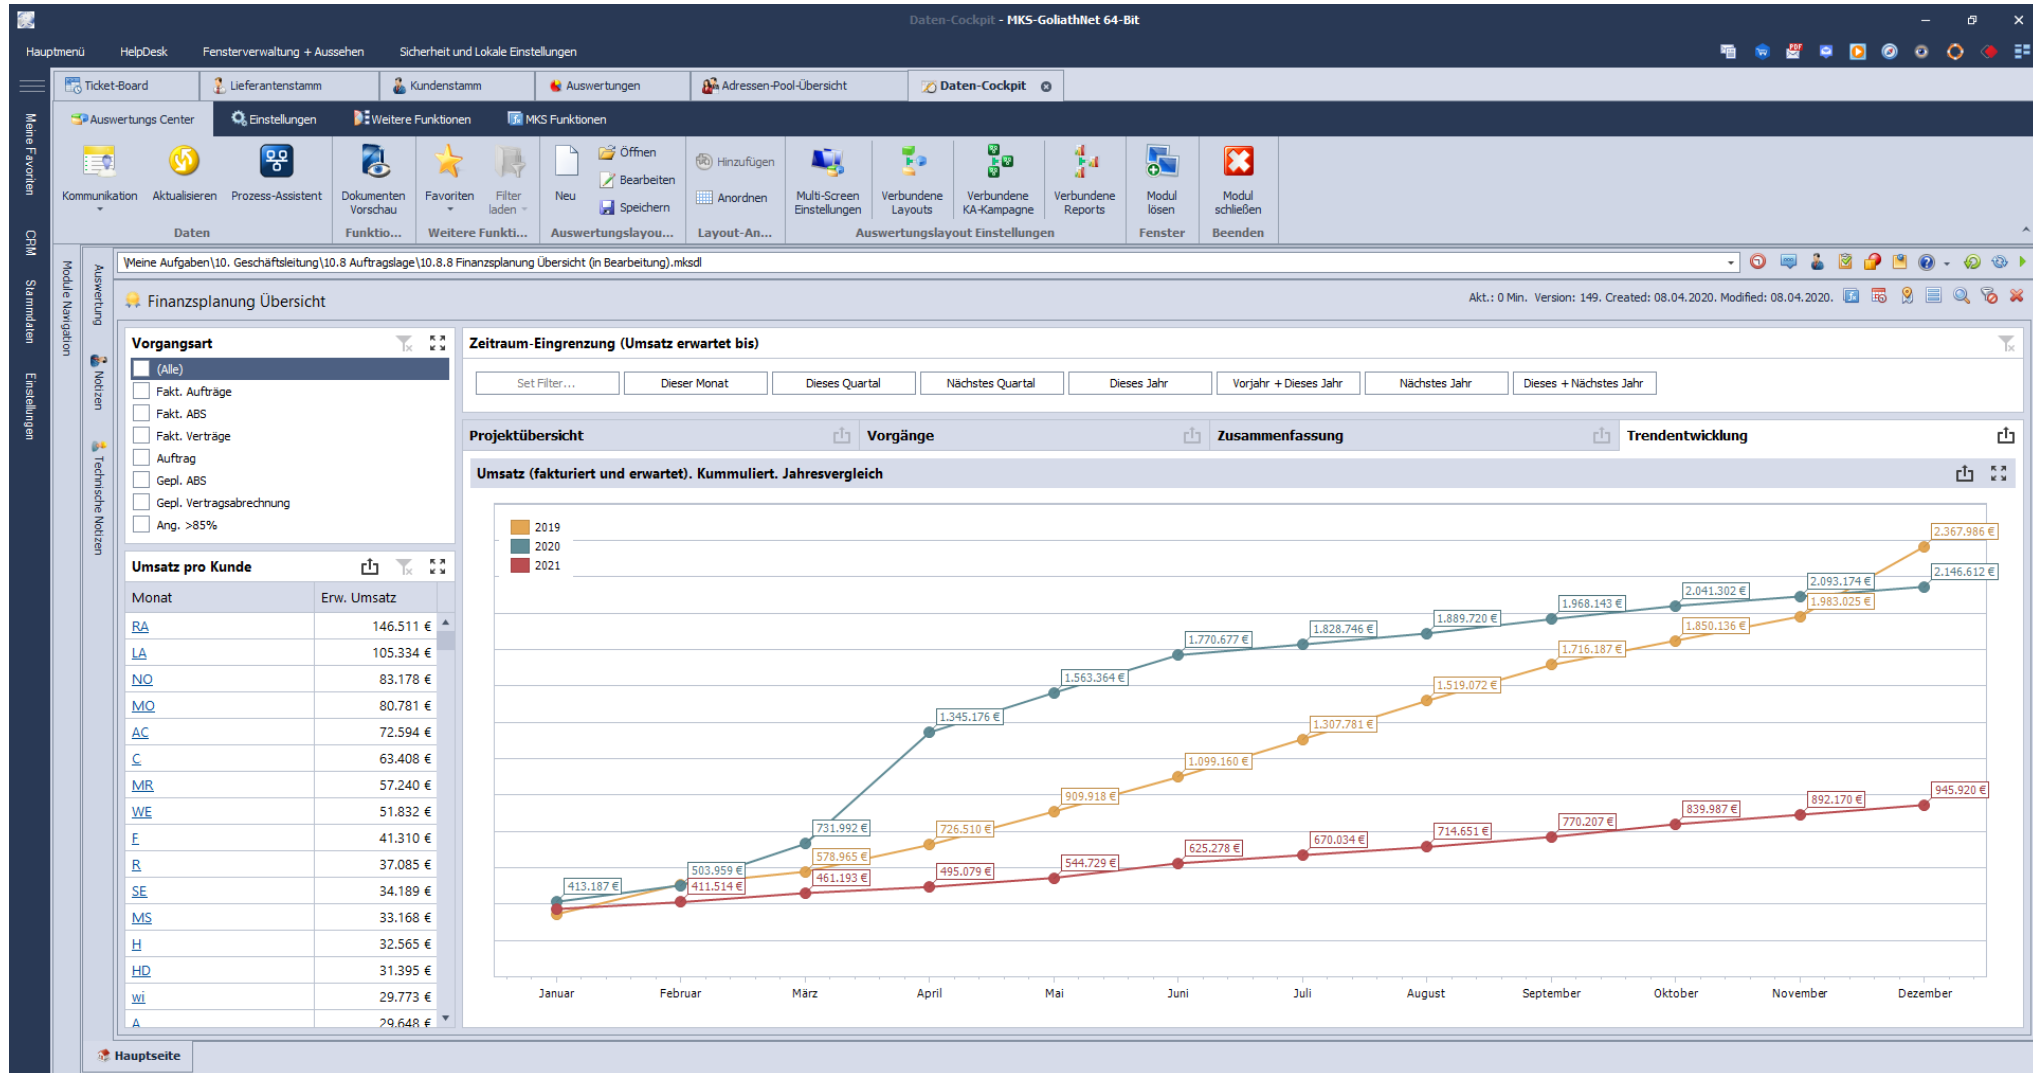 Daten-Cockpit - MKS-GoliathNet 64-Bit
Hauptmenü HelpDesk Fensterverwaltung + Aussehen Sicherheit und Lokale Einstellungen
Ticket-Board Lieferantenstamm Kundenstamm Auswertungen Adressen-Pool-Übersicht Daten-Cockpit
Auswertungs Center Einstellungen Weitere Funktionen MKS Funktionen
Kommunikation Aktualisieren Prozess-Assistent
Daten
Dokumenten Vorschau
Funktio...
Favoriten Filter laden
Weitere Funkti...
Neu Öffnen
Bearbeiten
Speichern
Auswertungslayou...
Hinzufügen
Anordnen
Layout-An...
Multi-Screen Einstellungen
Verbundene Layouts
Verbundene KA-Kampagne
Verbundene Reports
Auswertungslayout Einstellungen
Modul lösen
Fenster
Modul schließen
Beenden
Meine Favoriten
CRM
Stammdaten
Einstellungen
Module Navigation
Auswertung
Notizen
Technische Notizen
\Meine Aufgaben\10. Geschäftsleitung\10.8 Auftragslage\10.8.8 Finanzsplanung Übersicht (in Bearbeitung).mksdl
Finanzsplanung Übersicht
Akt.: 0 Min. Version: 149. Created: 08.04.2020. Modified: 08.04.2020.
Vorgangsart
(Alle)
Fakt. Aufträge
Fakt. ABS
Fakt. Verträge
Auftrag
Gepl. ABS
Gepl. Vertragsabrechnung
Ang. >85%
Umsatz pro Kunde
Monat Erw. Umsatz
RA 146.511 €
LA 105.334 €
NO 83.178 €
MO 80.781 €
AC 72.594 €
C 63.408 €
MR 57.240 €
WE 51.832 €
F 41.310 €
R 37.085 €
SE 34.189 €
MS 33.168 €
H 32.565 €
HD 31.395 €
wi 29.773 €
A 29.648 €
Zeitraum-Eingrenzung (Umsatz erwartet bis)
Set Filter... Dieser Monat Dieses Quartal Nächstes Quartal Dieses Jahr Vorjahr + Dieses Jahr Nächstes Jahr Dieses + Nächstes Jahr
Projektübersicht Vorgänge Zusammenfassung Trendentwicklung
Umsatz (fakturiert und erwartet). Kummuliert. Jahresvergleich
2019
2020
2021
2.367.986 €
2.146.612 €
2.093.174 €
2.041.302 €
1.983.025 €
1.968.143 €
1.889.720 €
1.850.136 €
1.828.746 €
1.770.677 €
1.716.187 €
1.563.364 €
1.519.072 €
1.345.176 €
1.307.781 €
1.099.160 €
945.920 €
909.918 €
892.170 €
839.987 €
770.207 €
731.992 €
726.510 €
714.651 €
670.034 €
625.278 €
578.965 €
544.729 €
503.959 €
495.079 €
461.193 €
413.187 €
411.514 €
Januar Februar März April Mai Juni Juli August September Oktober November Dezember
Hauptseite